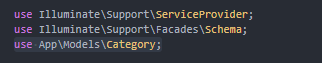 use Illuminate\Support\ServiceProvider;
use Illuminate\Support\Facades\Schema;
use App\Models\Category;